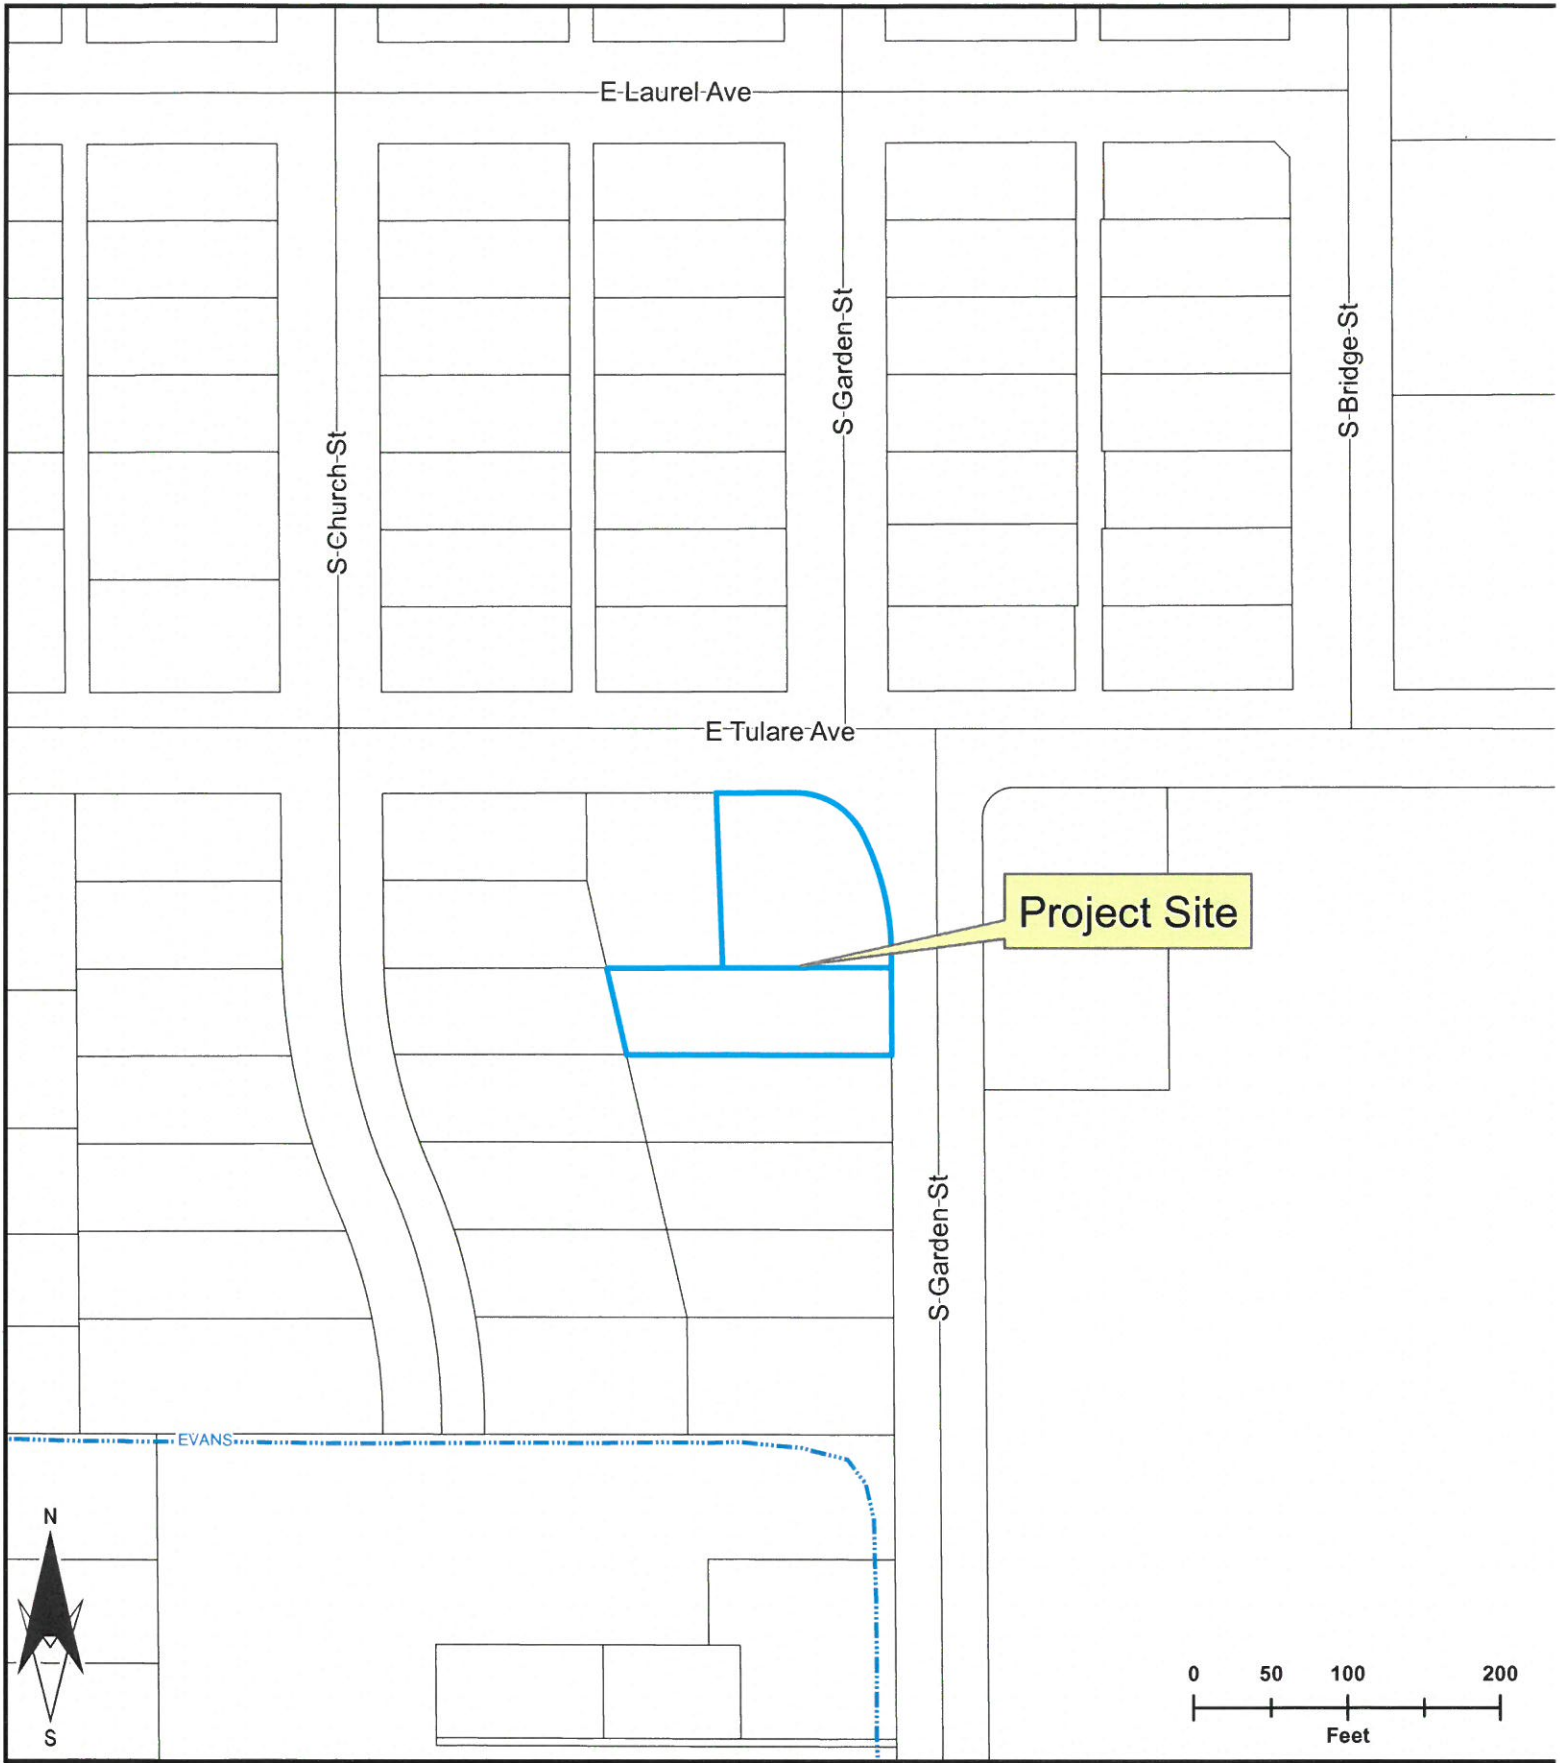 E Laurel Ave
S Garden St
S Bridge St
S Church St
E Tulare Ave
Project Site
S Garden St
EVANS
N
S
0 50 100 200
Feet